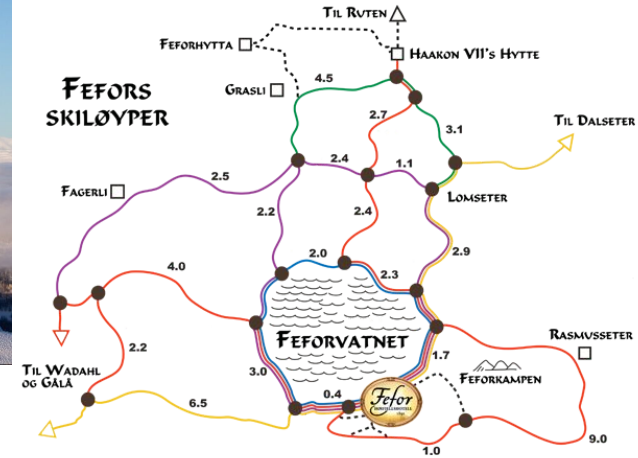 Til Ruten
Feforhytta
Haakon VII's Hytte
Fefors
skiløyper
Grasli
4.5
2.7
3.1
Til Dalseter
2.4
1.1
2.5
Fagerli
Lomseter
2.2
2.4
2.9
2.0
4.0
2.3
Feforvatnet
Rasmusseter
2.2
1.7
Til Wadahl
og Gålå
3.0
Feforkampen
0.4
Fefor
6.5
1.0
9.0